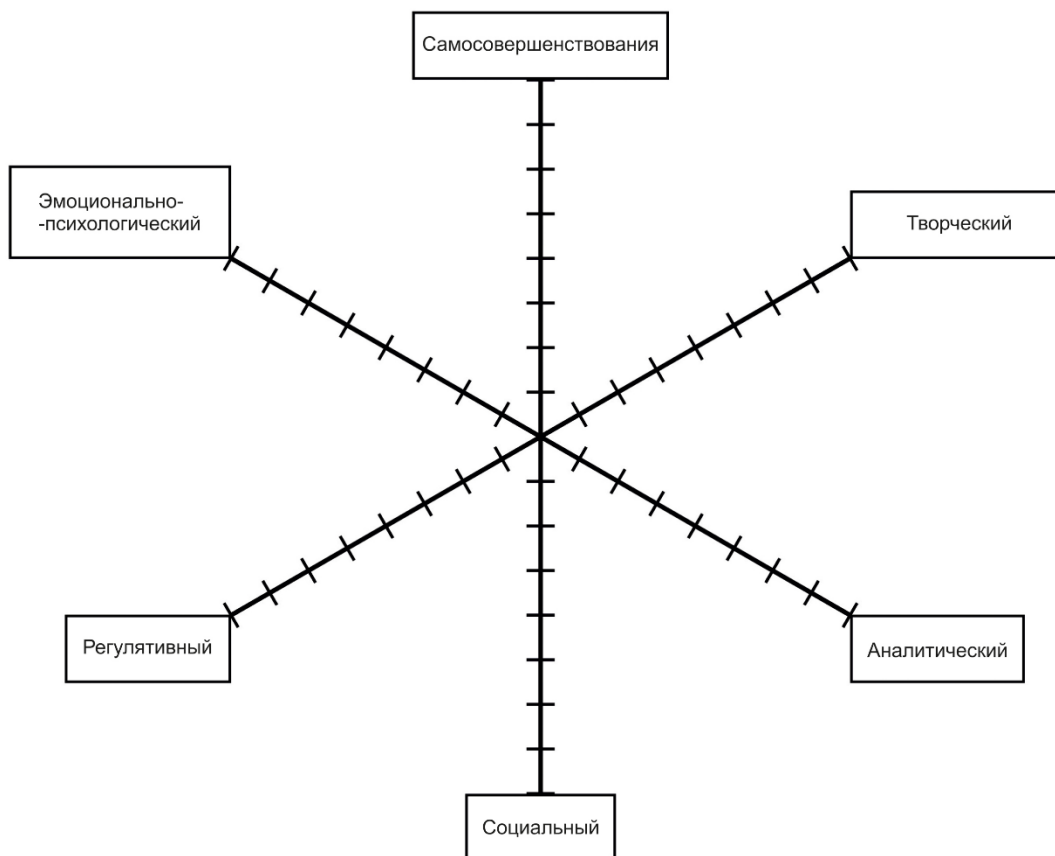 Самосовершенствования
Эмоционально-
-психологический
Творческий
Регулятивный
Аналитический
Социальный